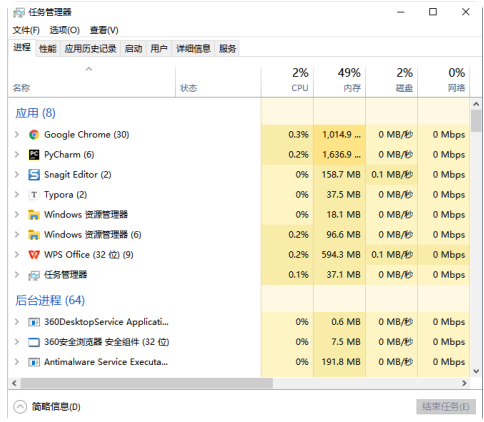 任务管理器
文件(F) 选项(O) 查看(V)
进程 性能 应用历史记录 启动 用户 详细信息 服务
2% 49% 2% 0%
名称 状态 CPU 内存 磁盘 网络
应用 (8)
Google Chrome (30) 0.3% 1,014.9 ... 0 MB/秒 0 Mbps
PyCharm (6) 0.2% 1,636.9 ... 0 MB/秒 0 Mbps
Snagit Editor (2) 0% 158.7 MB 0.1 MB/秒 0 Mbps
Typora (2) 0% 37.5 MB 0 MB/秒 0 Mbps
Windows 资源管理器 0% 18.1 MB 0 MB/秒 0 Mbps
Windows 资源管理器 (6) 0.2% 96.6 MB 0 MB/秒 0 Mbps
WPS Office (32 位) (9) 0.2% 594.3 MB 0.1 MB/秒 0 Mbps
任务管理器 0.1% 37.1 MB 0 MB/秒 0 Mbps
后台进程 (64)
360DesktopService Applicati... 0% 0.6 MB 0 MB/秒 0 Mbps
360安全浏览器 安全组件 (32 位) 0% 7.5 MB 0 MB/秒 0 Mbps
Antimalware Service Executa... 0% 191.8 MB 0 MB/秒 0 Mbps
简略信息(D) 结束任务(E)